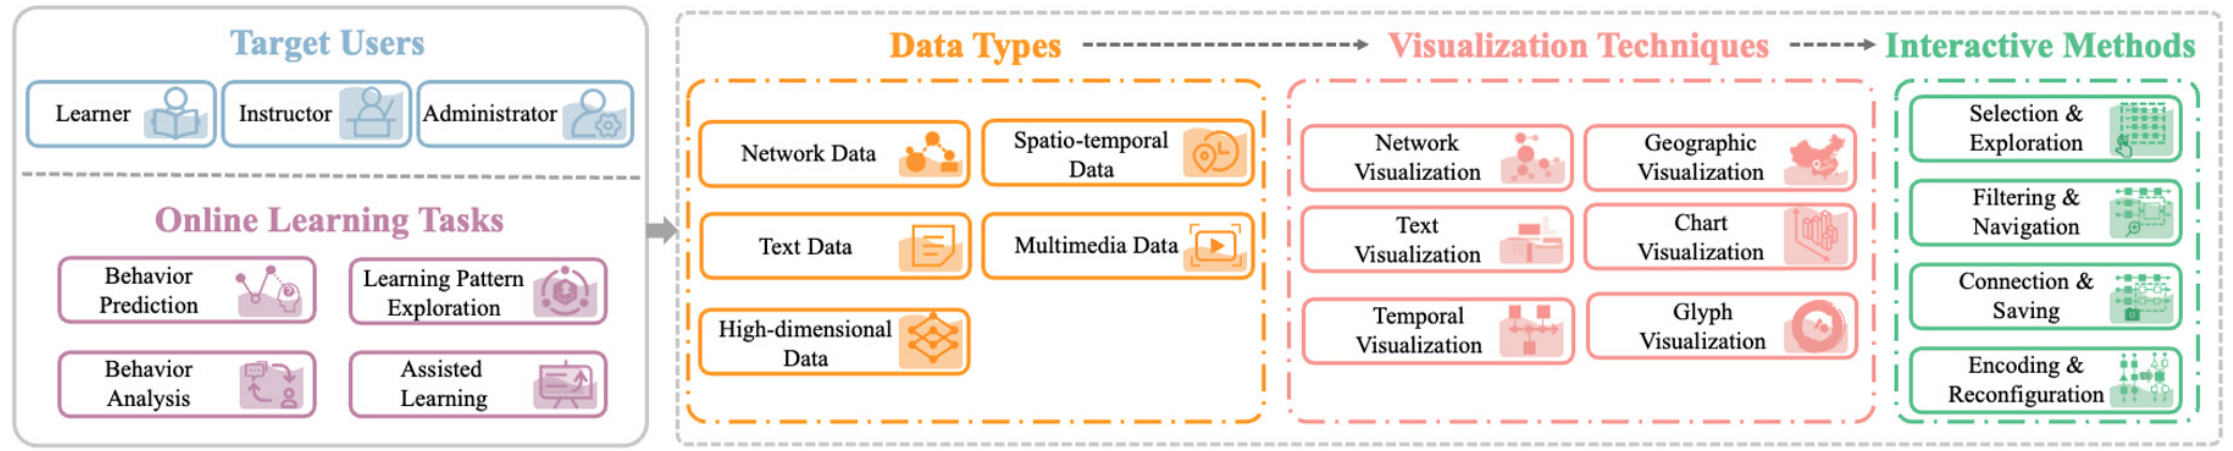 Target Users
Learner
Instructor
Administrator
Online Learning Tasks
Behavior
Prediction
Learning Pattern
Exploration
Behavior
Analysis
Assisted
Learning
Data Types
Network Data
Spatio-temporal
Data
Text Data
Multimedia Data
High-dimensional
Data
Visualization Techniques
Network
Visualization
Geographic
Visualization
Text
Visualization
Chart
Visualization
Temporal
Visualization
Glyph
Visualization
Interactive Methods
Selection &
Exploration
Filtering &
Navigation
Connection &
Saving
Encoding &
Reconfiguration